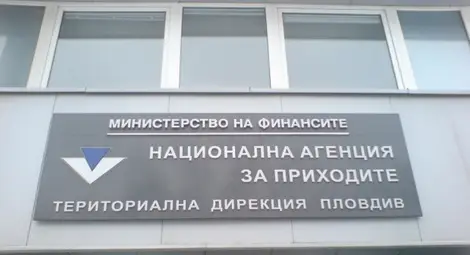 МИНИСТЕРСТВО НА ФИНАНСИТЕ
НАЦИОНАЛНА АГЕНЦИЯ
ЗА ПРИХОДИТЕ
ТЕРИТОРИАЛНА ДИРЕКЦИЯ ПЛОВДИВ